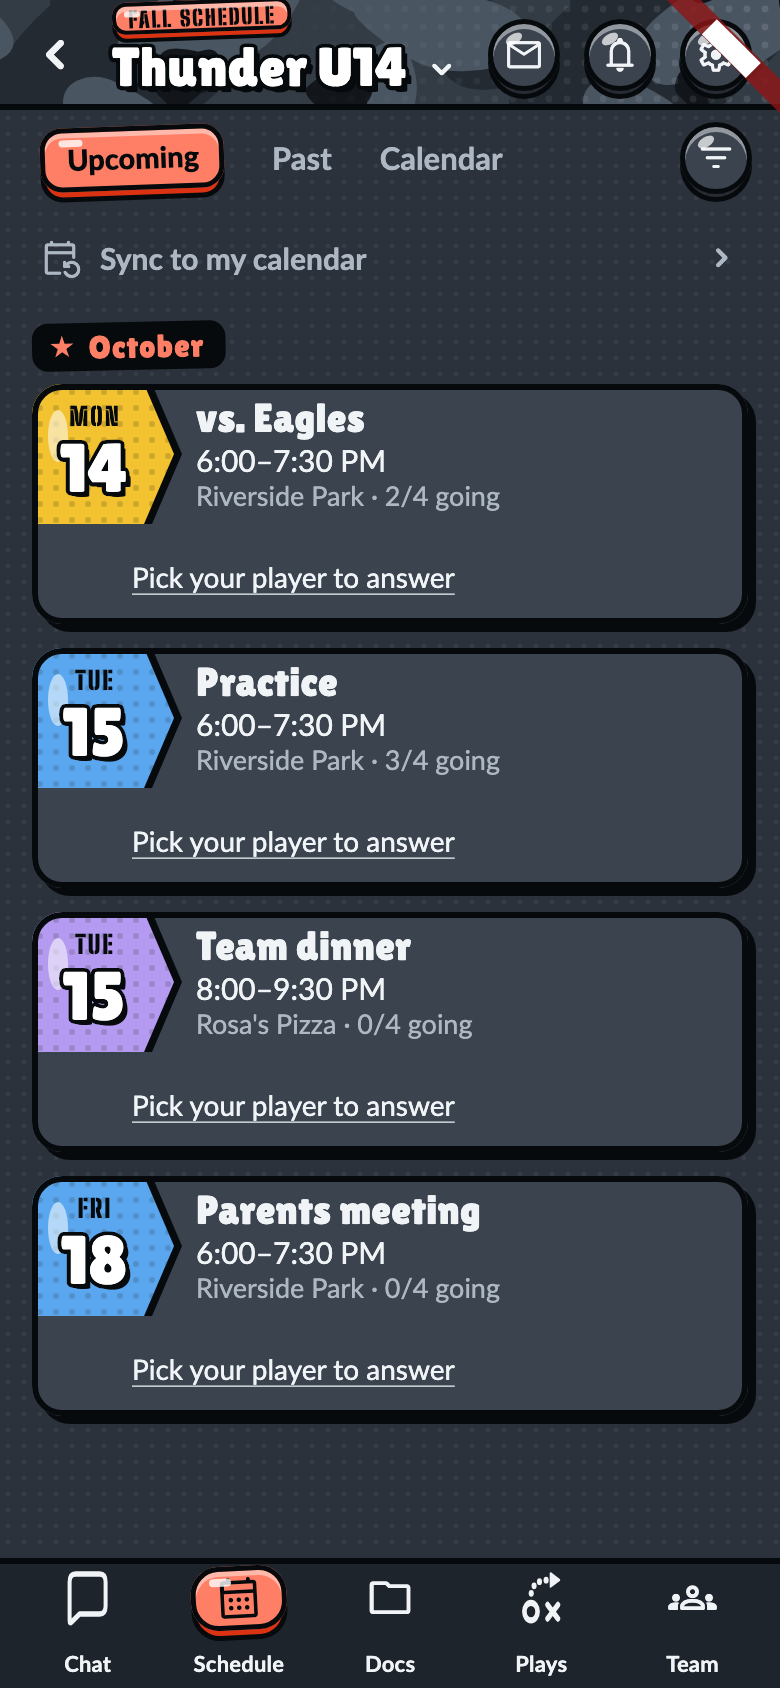 FALL SCHEDULE
Thunder U14
Upcoming Past Calendar
Sync to my calendar
★ October
MON
14
vs. Eagles
6:00–7:30 PM
Riverside Park · 2/4 going
Pick your player to answer
TUE
15
Practice
6:00–7:30 PM
Riverside Park · 3/4 going
Pick your player to answer
TUE
15
Team dinner
8:00–9:30 PM
Rosa's Pizza · 0/4 going
Pick your player to answer
FRI
18
Parents meeting
6:00–7:30 PM
Riverside Park · 0/4 going
Pick your player to answer
Chat Schedule Docs Plays Team